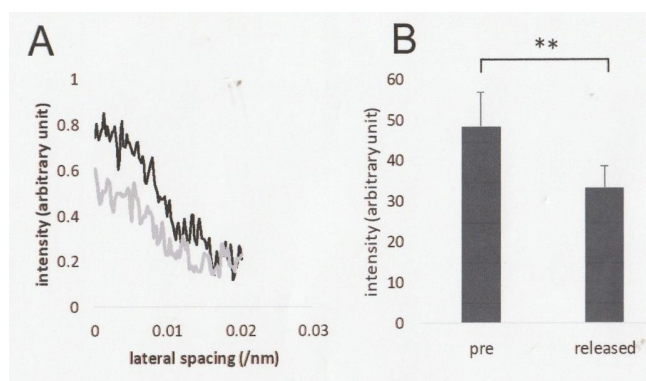 A
intensity (arbitrary unit)
1
0.8
0.6
0.4
0.2
0
0
0.01
0.02
0.03
lateral spacing (/nm)
B
**
intensity (arbitrary unit)
60
50
40
30
20
10
0
pre
released